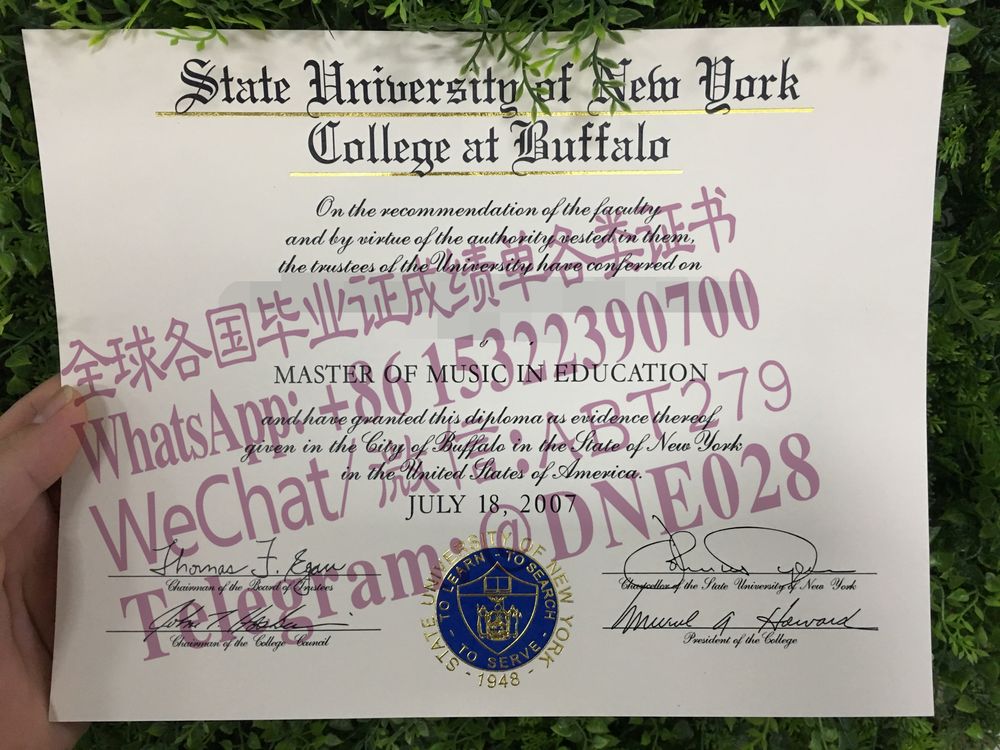 State University of New York
College at Buffalo
On the recommendation of the faculty
and by virtue of the authority vested in them,
the trustees of the University have conferred on
全球各国毕业证成绩单各类证书
WhatsApp: +86 15322390700
MASTER OF MUSIC IN EDUCATION
WeChat/微信: ABT279
and have granted this diploma as evidence thereof
given in the City of Buffalo in the State of New York
in the United States of America.
JULY 18, 2007
Telegram: @DNE028
Thomas F. Egan
Chairman of the Board of Trustees
Chancellor of the State University of New York
Chairman of the College Council
Muriel A Howard
President of the College
STATE UNIVERSITY OF NEW YORK
TO LEARN - TO SEARCH - TO SERVE
1948